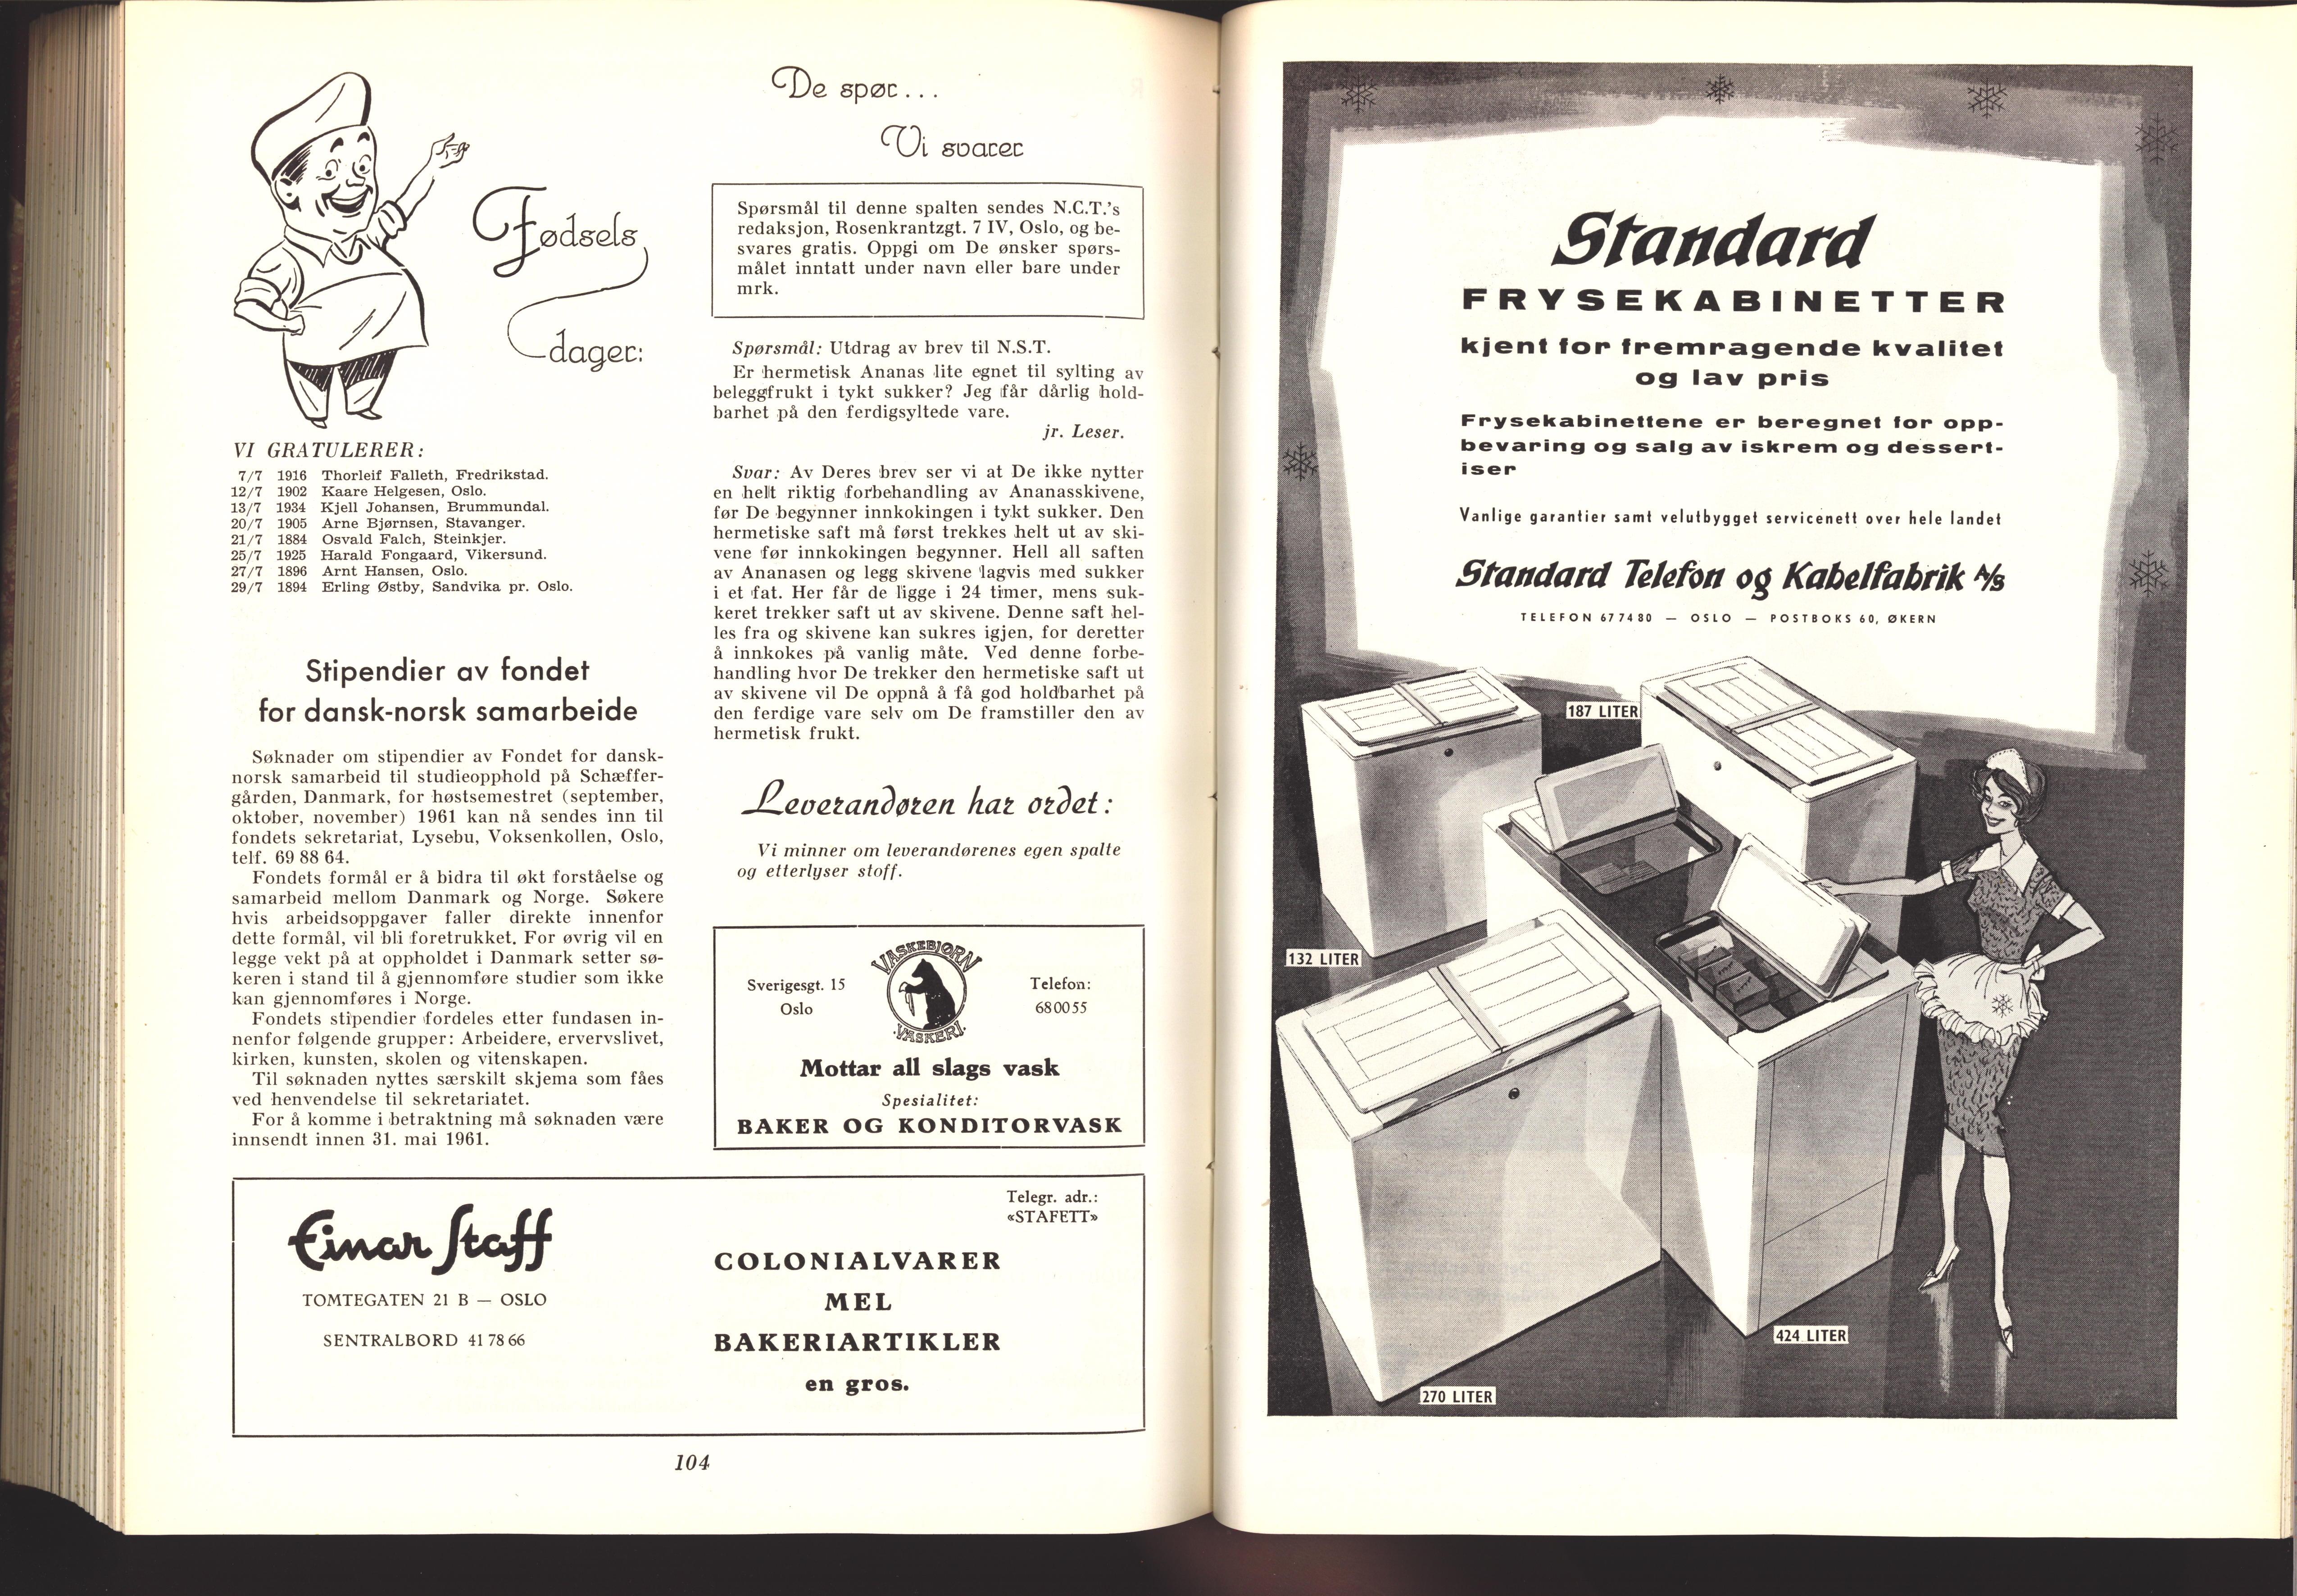 Fødsels
dager:
VI GRATULERER:
7/7 1916 Thorleif Falleth, Fredrikstad.
12/7 1902 Kaare Helgesen, Oslo.
13/7 1934 Kjell Johansen, Brummundal.
20/7 1905 Arne Bjørnsen, Stavanger.
21/7 1884 Osvald Falch, Steinkjer.
25/7 1925 Harald Fongaard, Vikersund.
27/7 1896 Arnt Hansen, Oslo.
29/7 1894 Erling Østby, Sandvika pr. Oslo.
Stipendier av fondet
for dansk-norsk samarbeide
Søknader om stipendier av Fondet for dansk-
norsk samarbeid til studieopphold på Schæffer-
gården, Danmark, for høstsemestret (september,
oktober, november) 1961 kan nå sendes inn til
fondets sekretariat, Lysebu, Voksenkollen, Oslo,
telf. 69 88 64.
Fondets formål er å bidra til økt forståelse og
samarbeid mellom Danmark og Norge. Søkere
hvis arbeidsoppgaver faller direkte innenfor
dette formål, vil bli foretrukket. For øvrig vil en
legge vekt på at oppholdet i Danmark setter sø-
keren i stand til å gjennomføre studier som ikke
kan gjennomføres i Norge.
Fondets stipendier fordeles etter fundasen in-
nenfor følgende grupper: Arbeidere, ervervslivet,
kirken, kunsten, skolen og vitenskapen.
Til søknaden nyttes særskilt skjema som fåes
ved henvendelse til sekretariatet.
For å komme i betraktning må søknaden være
innsendt innen 31. mai 1961.
De spør...
Vi svarer
Spørsmål til denne spalten sendes N.C.T.'s
redaksjon, Rosenkrantzgt. 7 IV, Oslo, og be-
svares gratis. Oppgi om De ønsker spørs-
målet inntatt under navn eller bare under
mrk.
Spørsmål: Utdrag av brev til N.S.T.
Er hermetisk Ananas lite egnet til sylting av
beleggfrukt i tykt sukker? Jeg får dårlig hold-
barhet på den ferdigsyltede vare.
jr. Leser.
Svar: Av Deres brev ser vi at De ikke nytter
en helt riktig forbehandling av Ananasskivene,
før De begynner innkokingen i tykt sukker. Den
hermetiske saft må først trekkes helt ut av ski-
vene før innkokingen begynner. Hell all saften
av Ananasen og legg skivene lagvis med sukker
i et fat. Her får de ligge i 24 timer, mens suk-
keret trekker saft ut av skivene. Denne saft hel-
les fra og skivene kan sukres igjen, for deretter
å innkokes på vanlig måte. Ved denne forbe-
handling hvor De trekker den hermetiske saft ut
av skivene vil De oppnå å få god holdbarhet på
den ferdige vare selv om De framstiller den av
hermetisk frukt.
Leverandøren har ordet:
Vi minner om leverandørenes egen spalte
og etterlyser stoff.
VASKEBJØRN
VASKERI
Sverigesgt. 15
Oslo
Telefon:
68 00 55
Mottar all slags vask
Spesialitet:
BAKER OG KONDITORVASK
Einar Staff
TOMTEGATEN 21 B — OSLO
SENTRALBORD 41 78 66
Telegr. adr.:
«STAFETT»
COLONIALVARER
MEL
BAKERIARTIKLER
en gros.
104
Standard
FRYSEKABINETTER
kjent for fremragende kvalitet
og lav pris
Frysekabinettene er beregnet for opp-
bevaring og salg av iskrem og dessert-
iser
Vanlige garantier samt velutbygget servicenett over hele landet
Standard Telefon og Kabelfabrik A/S
TELEFON 67 74 80 — OSLO — POSTBOKS 60, ØKERN
187 LITER
132 LITER
424 LITER
270 LITER